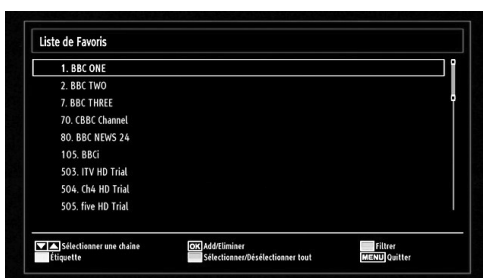 Liste de Favoris
1. BBC ONE
2. BBC TWO
7. BBC THREE
70. CBBC Channel
80. BBC NEWS 24
105. BBCi
503. ITV HD Trial
504. Ch4 HD Trial
505. five HD Trial
Sélectionner une chaîne OK Add/Eliminer Filtrer
Étiquette Sélectionner/Désélectionner tout MENU Quitter